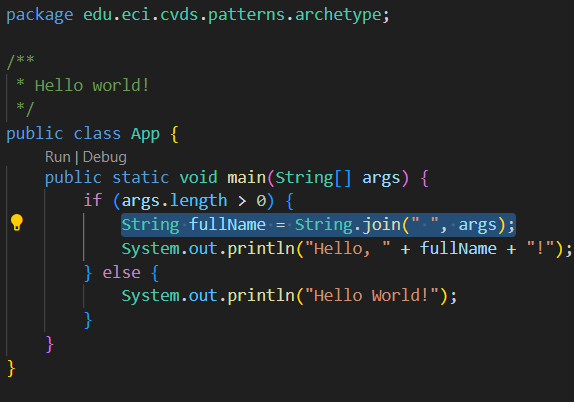 package edu.eci.cvds.patterns.archetype;
/**
 * Hello world!
 */
public class App {
Run | Debug
    public static void main(String[] args) {
        if (args.length > 0) {
            String fullName = String.join(" ", args);
            System.out.println("Hello, " + fullName + "!");
        } else {
            System.out.println("Hello World!");
        }
    }
}